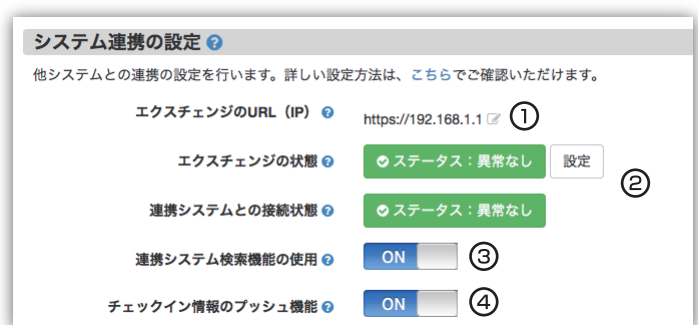 システム連携の設定 ?
他システムとの連携の設定を行います。詳しい設定方法は、こちらでご確認いただけます。
エクスチェンジのURL（IP） ? https://192.168.1.1 ①
エクスチェンジの状態 ? ステータス：異常なし 設定
②
連携システムとの接続状態 ? ステータス：異常なし
連携システム検索機能の使用 ? ON ③
チェックイン情報のプッシュ機能 ? ON ④